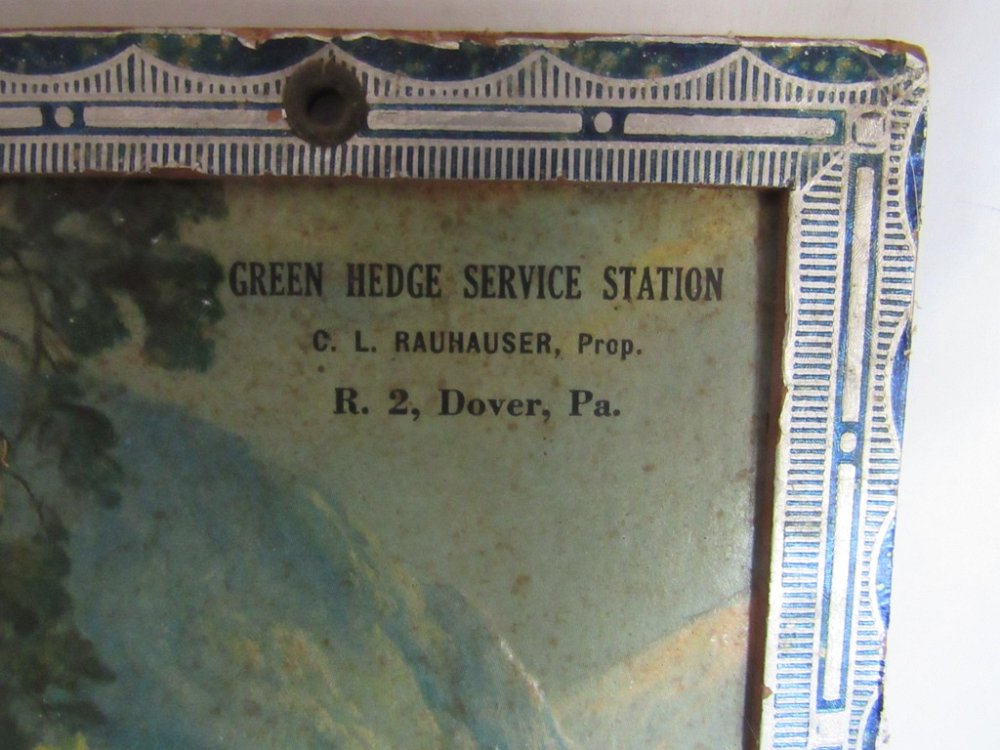 GREEN HEDGE SERVICE STATION
C. L. RAUHAUSER, Prop.
R. 2, Dover, Pa.